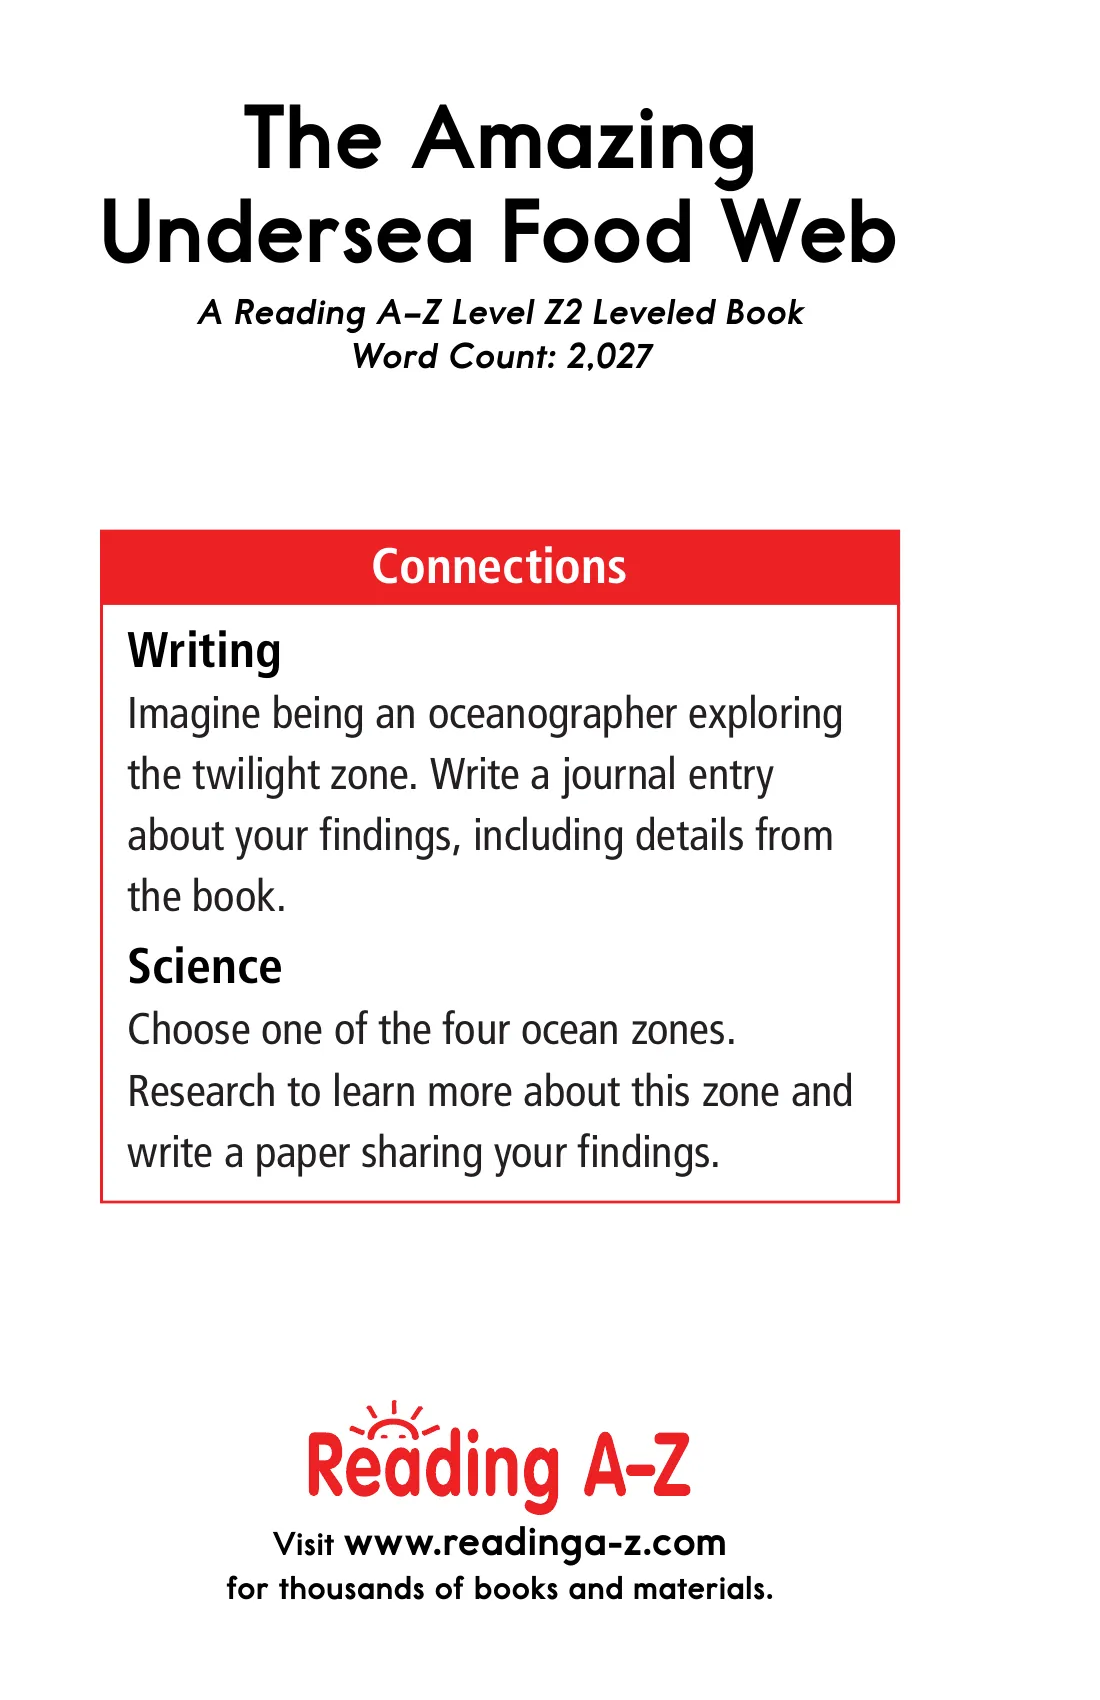 The Amazing
Undersea Food Web
A Reading A–Z Level Z2 Leveled Book
Word Count: 2,027
Connections
Writing
Imagine being an oceanographer exploring
the twilight zone. Write a journal entry
about your findings, including details from
the book.
Science
Choose one of the four ocean zones.
Research to learn more about this zone and
write a paper sharing your findings.
Reading A–Z
Visit www.readinga-z.com
for thousands of books and materials.